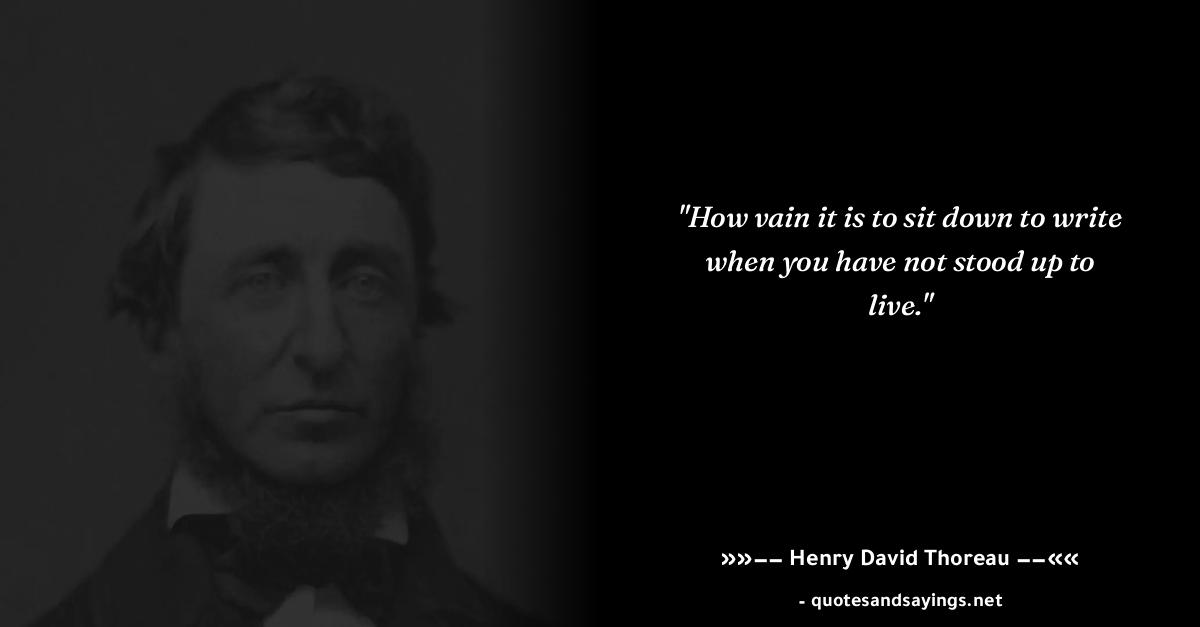 "How vain it is to sit down to write
when you have not stood up to
live."
»»–– Henry David Thoreau ––««
- quotesandsayings.net